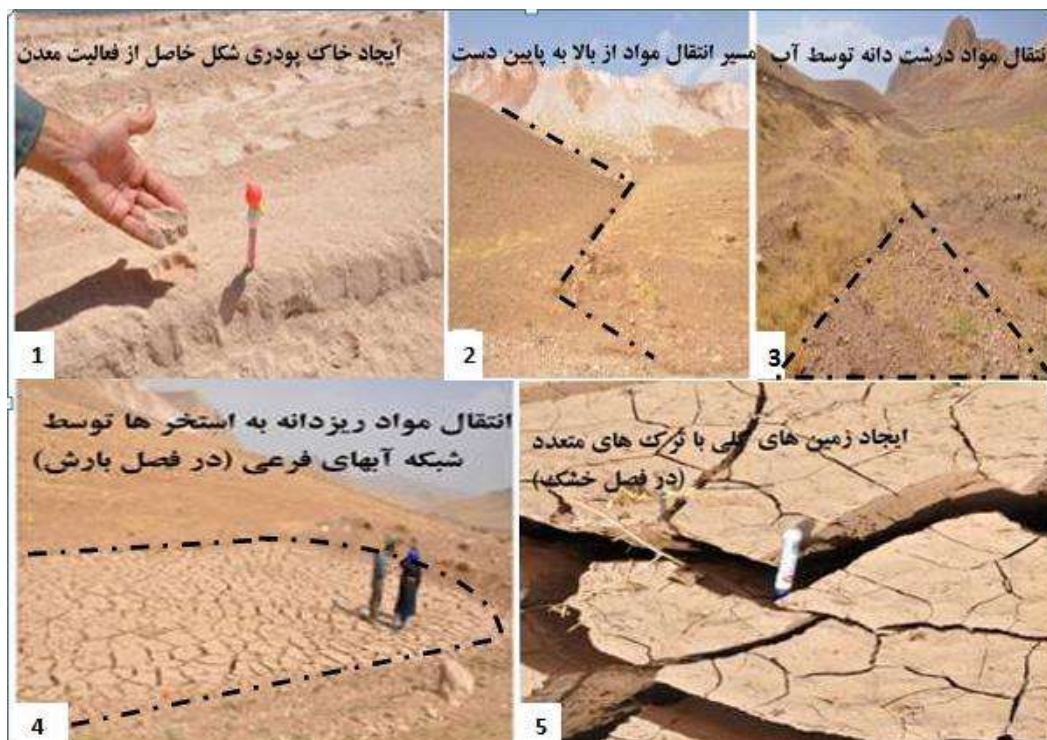 ایجاد خاک پودری شکل خاصل از فعالیت معدن
مسیر انتقال مواد از بالا به پایین دست
نتقال مواد درشت دانه توسط آب
1
2
3
انتقال مواد ریزدانه به استخر ها توسط
شبکه آبهای فرعی (در فصل بارش)
ایجاد زمین های گلی با ترک های متعدد
(در فصل خشک)
4
5